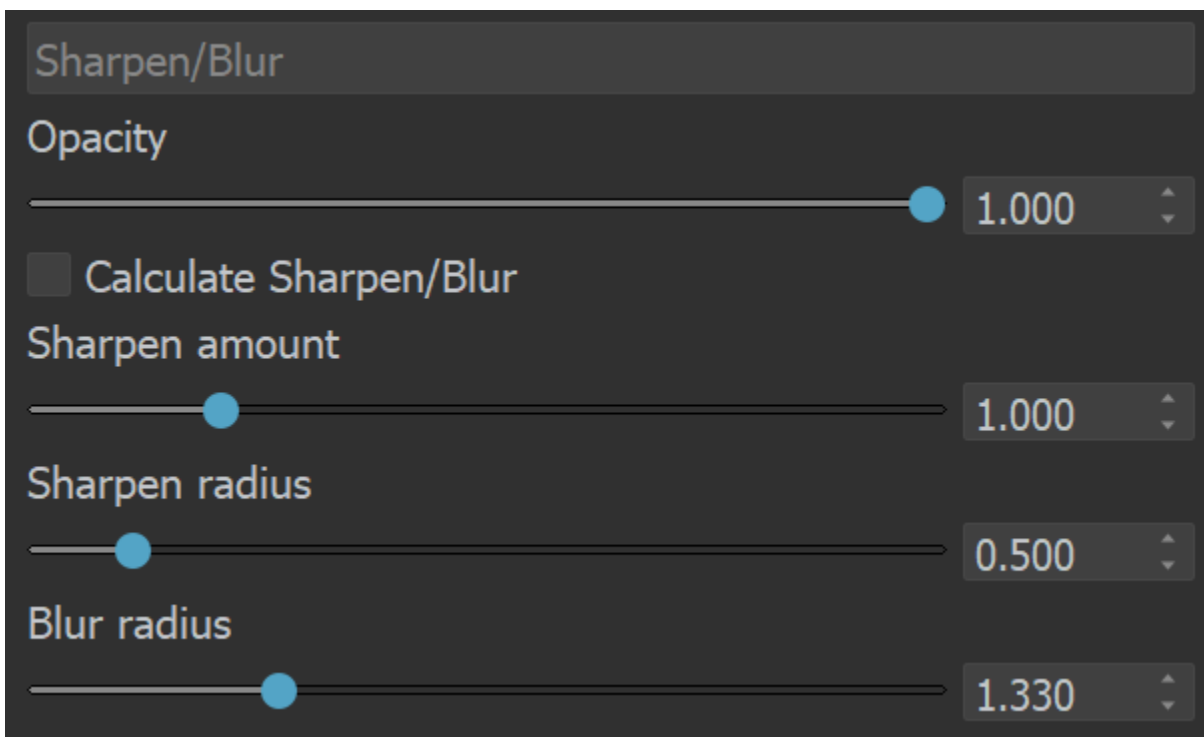 Sharpen/Blur
Opacity
1.000
Calculate Sharpen/Blur
Sharpen amount
1.000
Sharpen radius
0.500
Blur radius
1.330